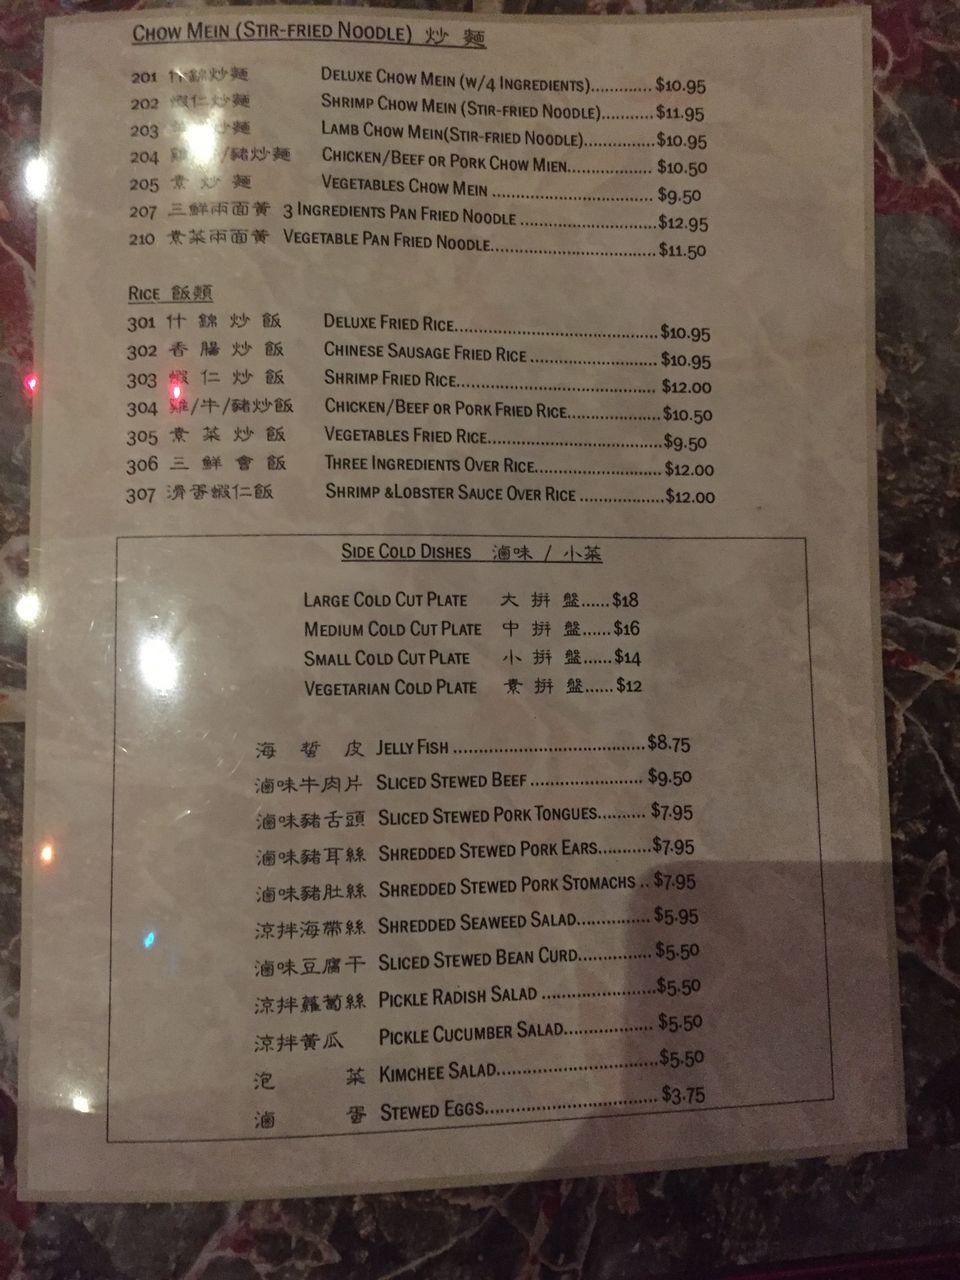 CHOW MEIN (STIR-FRIED NOODLE) 炒 麵
201 什錦炒麵 DELUXE CHOW MEIN (W/4 INGREDIENTS)............. $10.95
202 蝦仁炒麵 SHRIMP CHOW MEIN (STIR-FRIED NOODLE)........... $11.95
203 炒麵 LAMB CHOW MEIN(STIR-FRIED NOODLE)............... $10.95
204 雞/豬炒麵 CHICKEN/BEEF OR PORK CHOW MIEN.................. $10.50
205 素 炒 麵 VEGETABLES CHOW MEIN ................................ $9.50
207 三鮮兩面黃 3 INGREDIENTS PAN FRIED NOODLE ........................... $12.95
210 素菜兩面黃 VEGETABLE PAN FRIED NOODLE................................. $11.50
RICE 飯類
301 什 錦 炒 飯 DELUXE FRIED RICE........................................ $10.95
302 香 腸 炒 飯 CHINESE SAUSAGE FRIED RICE ......................... $10.95
303 蝦 仁 炒 飯 SHRIMP FRIED RICE....................................... $12.00
304 雞/牛/豬炒飯 CHICKEN/BEEF OR PORK FRIED RICE................... $10.50
305 素 菜 炒 飯 VEGETABLES FRIED RICE..................................$9.50
306 三 鮮 會 飯 THREE INGREDIENTS OVER RICE......................... $12.00
307 滑蛋蝦仁飯 SHRIMP &LOBSTER SAUCE OVER RICE .................$12.00
SIDE COLD DISHES 滷味 / 小菜
LARGE COLD CUT PLATE 大 拼 盤......$18
MEDIUM COLD CUT PLATE 中 拼 盤......$16
SMALL COLD CUT PLATE 小 拼 盤......$14
VEGETARIAN COLD PLATE 素 拼 盤...... $12
海 蜇 皮 JELLY FISH ......................................$8.75
滷味牛肉片 SLICED STEWED BEEF ...................... $9.50
滷味豬舌頭 SLICED STEWED PORK TONGUES.......... $7.95
滷味豬耳絲 SHREDDED STEWED PORK EARS...........$7.95
滷味豬肚絲 SHREDDED STEWED PORK STOMACHS .. $7.95
涼拌海帶絲 SHREDDED SEAWEED SALAD............... $5.95
滷味豆腐干 SLICED STEWED BEAN CURD............... $5.50
涼拌蘿蔔絲 PICKLE RADISH SALAD .......................$5.50
涼拌黃瓜 PICKLE CUCUMBER SALAD.................. $5.50
泡 菜 KIMCHEE SALAD.................................$5.50
滷 蛋 STEWED EGGS................................... $3.75